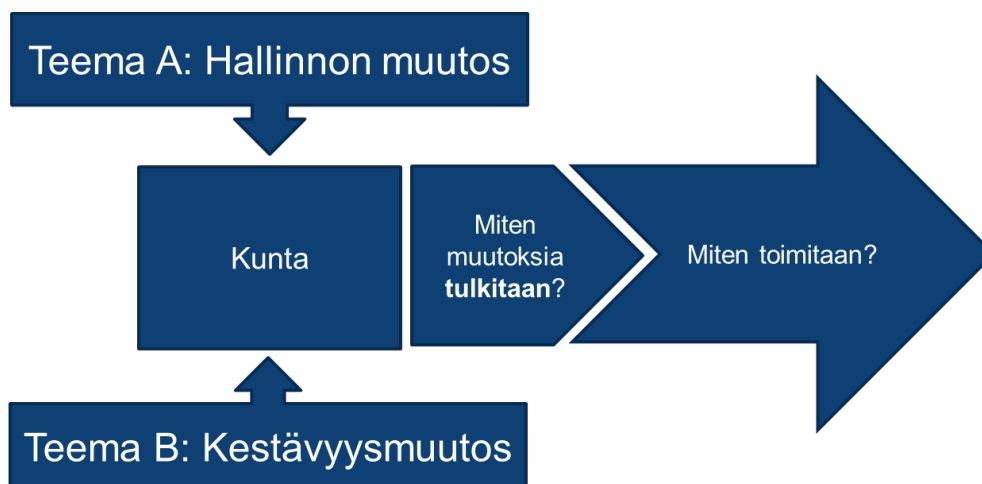 Teema A: Hallinnon muutos
Kunta
Miten
muutoksia
tulkitaan?
Miten toimitaan?
Teema B: Kestävyysmuutos